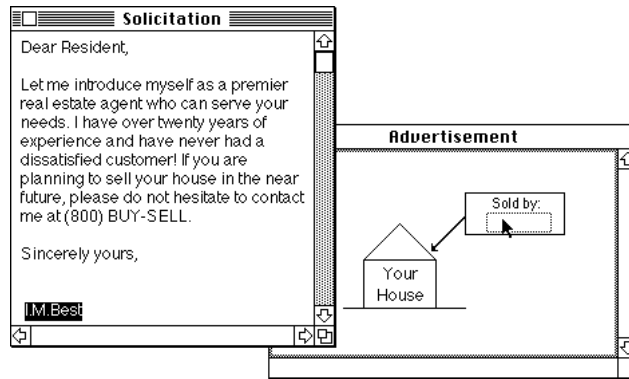 Solicitation
Dear Resident,
Let me introduce myself as a premier
real estate agent who can serve your
needs. I have over twenty years of
experience and have never had a
dissatisfied customer! If you are
planning to sell your house in the near
future, please do not hesitate to contact
me at (800) BUY-SELL.
Sincerely yours,
I.M.Best
Advertisement
Sold by:
Your
House